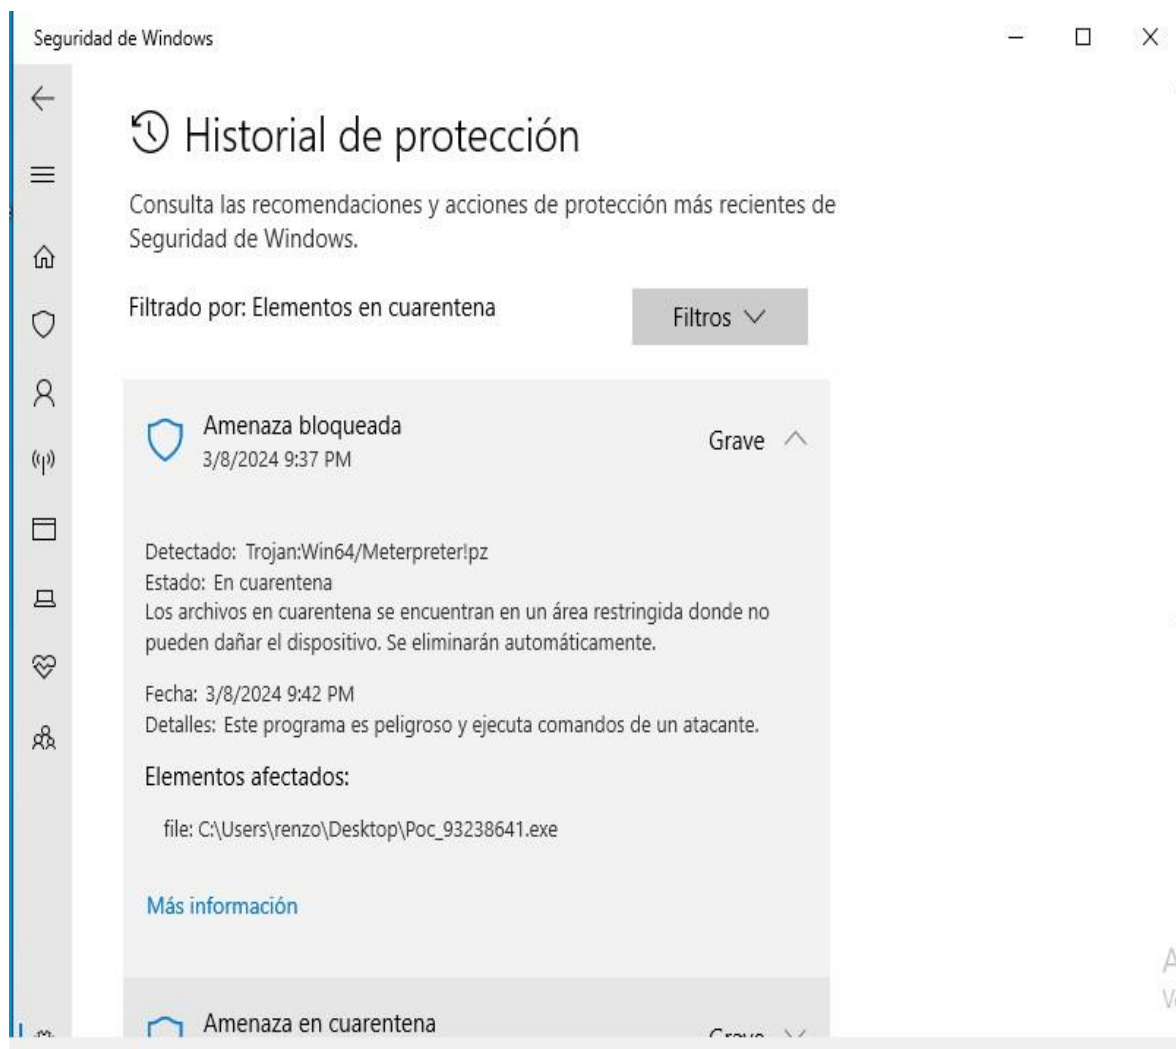 Seguridad de Windows
Historial de protección
Consulta las recomendaciones y acciones de protección más recientes de
Seguridad de Windows.
Filtrado por: Elementos en cuarentena
Filtros
Amenaza bloqueada
Grave
3/8/2024 9:37 PM
Detectado: Trojan:Win64/Meterpreter!pz
Estado: En cuarentena
Los archivos en cuarentena se encuentran en un área restringida donde no
pueden dañar el dispositivo. Se eliminarán automáticamente.
Fecha: 3/8/2024 9:42 PM
Detalles: Este programa es peligroso y ejecuta comandos de un atacante.
Elementos afectados:
file: C:\Users\renzo\Desktop\Poc_93238641.exe
Más información
Amenaza en cuarentena
Grave